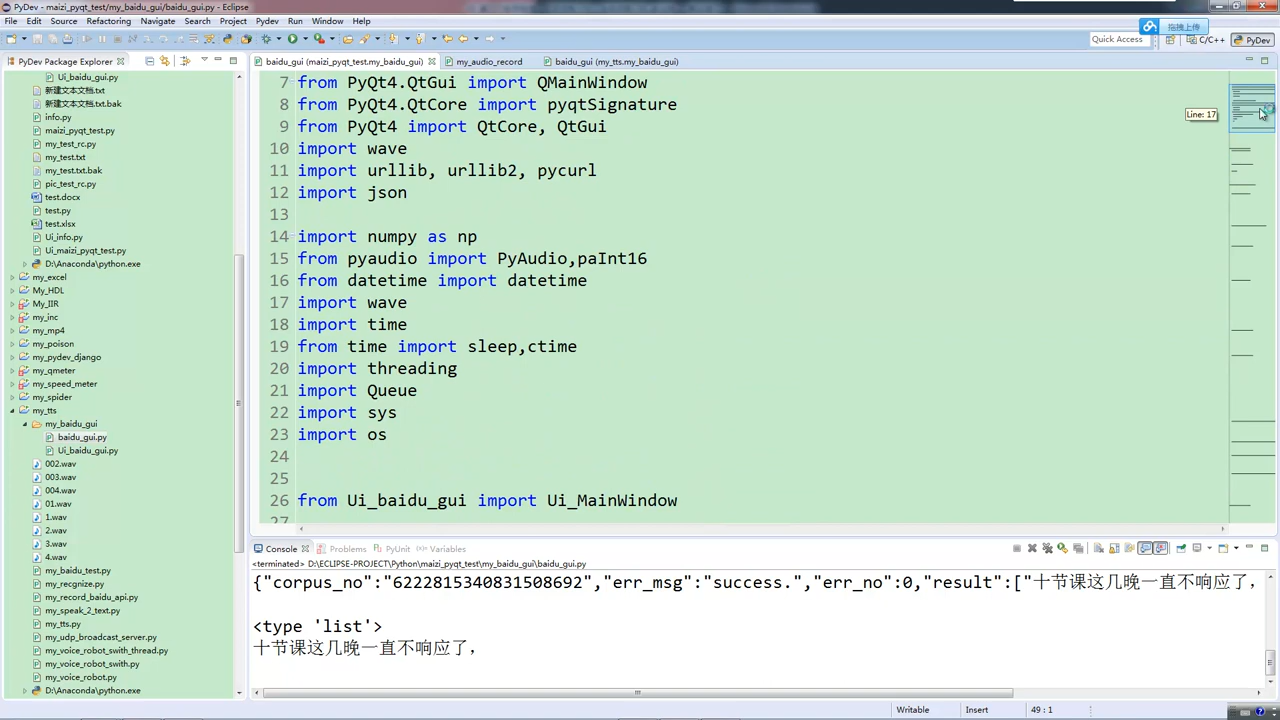 PyDev - maizi_pyqt_test/my_baidu_gui/baidu_gui.py - Eclipse
File Edit Source Refactoring Navigate Search Project Pydev Run Window Help
拖拽上传
Quick Access
C/C++
PyDev
PyDev Package Explorer
Ui_baidu_gui.py
新建文本文档.txt
新建文本文档.txt.bak
info.py
maizi_pyqt_test.py
my_test_rc.py
my_test.txt
my_test.txt.bak
pic_test_rc.py
test.docx
test.py
test.xlsx
Ui_info.py
Ui_maizi_pyqt_test.py
D:\Anaconda\python.exe
my_excel
My_HDL
My_IIR
my_inc
my_mp4
my_poison
my_pydev_django
my_qmeter
my_speed_meter
my_spider
my_tts
my_baidu_gui
baidu_gui.py
Ui_baidu_gui.py
002.wav
003.wav
004.wav
01.wav
1.wav
2.wav
3.wav
4.wav
my_baidu_test.py
my_recgnize.py
my_record_baidu_api.py
my_speak_2_text.py
my_tts.py
my_udp_broadcast_server.py
my_voice_robot_swith_thread.py
my_voice_robot_swith.py
my_voice_robot.py
D:\Anaconda\python.exe
baidu_gui (maizi_pyqt_test.my_baidu_gui)
my_audio_record
baidu_gui (my_tts.my_baidu_gui)
7 from PyQt4.QtGui import QMainWindow
8 from PyQt4.QtCore import pyqtSignature
9 from PyQt4 import QtCore, QtGui
10 import wave
11 import urllib, urllib2, pycurl
12 import json
13
14 import numpy as np
15 from pyaudio import PyAudio,paInt16
16 from datetime import datetime
17 import wave
18 import time
19 from time import sleep,ctime
20 import threading
21 import Queue
22 import sys
23 import os
24
25
26 from Ui_baidu_gui import Ui_MainWindow
27
Line: 17
Console Problems PyUnit Variables
<terminated> D:\ECLIPSE-PROJECT\Python\maizi_pyqt_test\my_baidu_gui\baidu_gui.py
{"corpus_no":"6222815340831508692","err_msg":"success.","err_no":0,"result":["十节课这几晚一直不响应了,
<type 'list'>
十节课这几晚一直不响应了,
Writable
Insert
49 : 1